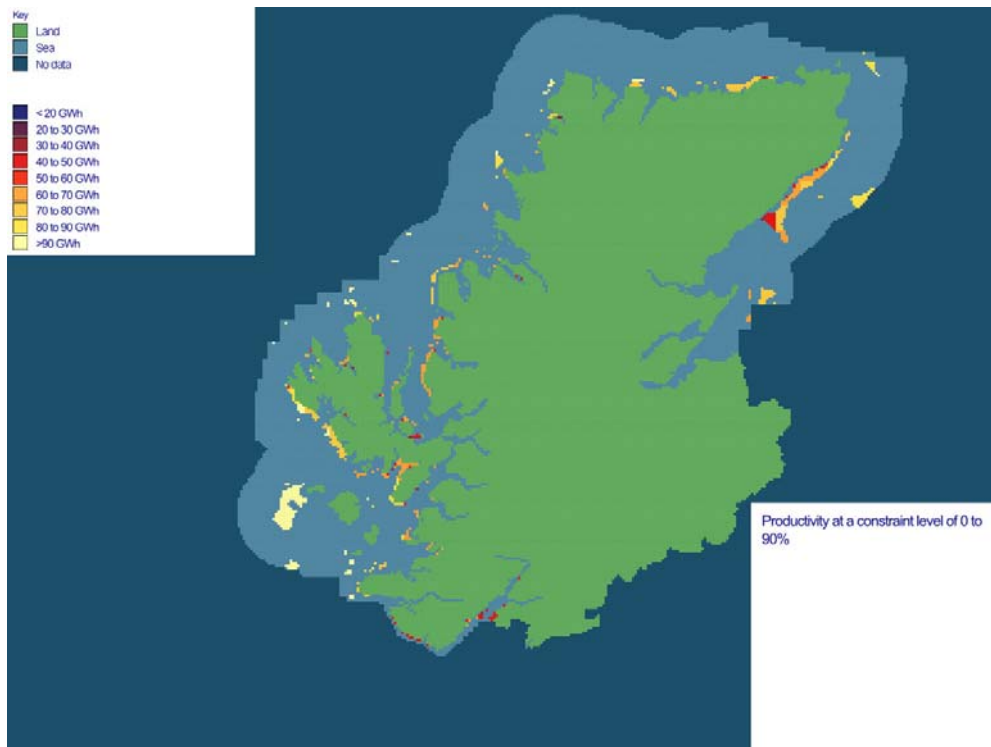 Key
Land
Sea
No data
< 20 GWh
20 to 30 GWh
30 to 40 GWh
40 to 50 GWh
50 to 60 GWh
60 to 70 GWh
70 to 80 GWh
80 to 90 GWh
>90 GWh
Productivity at a constraint level of 0 to
90%